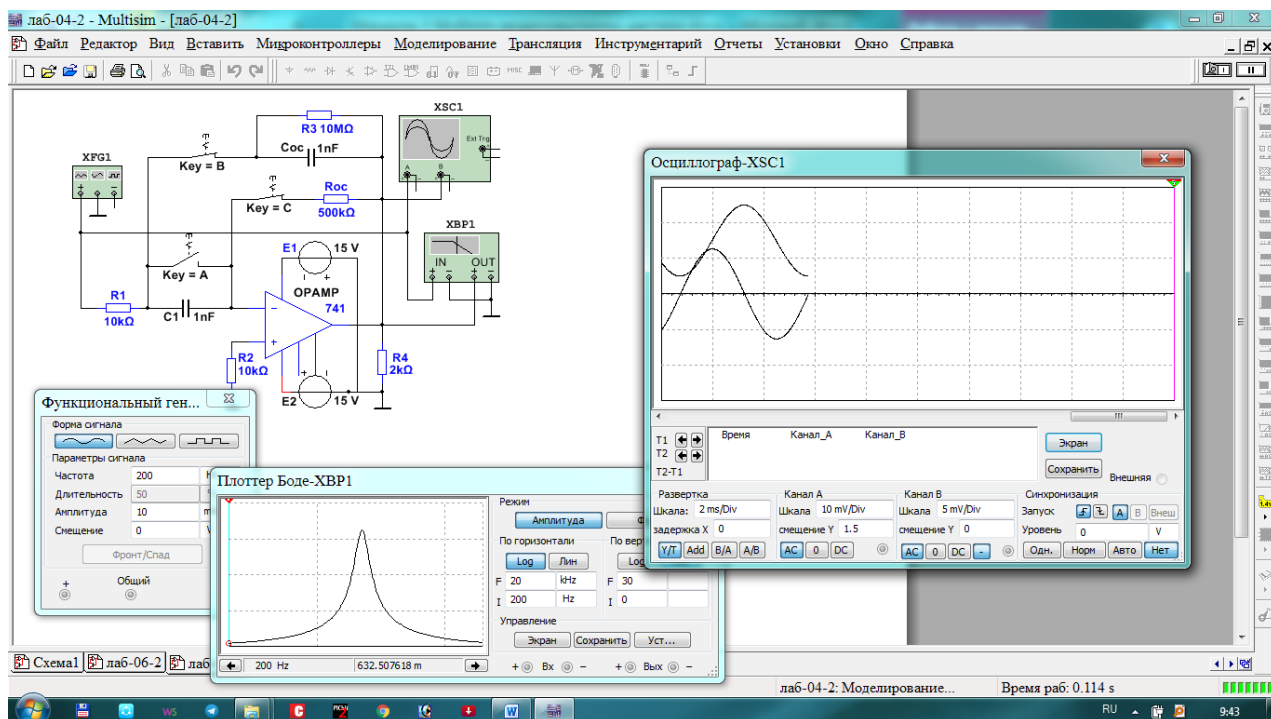 лаб-04-2 - Multisim - [лаб-04-2]
Файл Редактор Вид Вставить Микроконтроллеры Моделирование Трансляция Инструментарий Отчеты Установки Окно Справка
XSC1
Ext Trig
A B
R3 10MΩ
Coc 1nF
XFG1
Key = B
Key = C
Roc
500kΩ
XBP1
IN OUT
Key = A
E1 15 V
OPAMP
741
R1
10kΩ
C1 1nF
R2
10kΩ
R4
2kΩ
E2 15 V
Осциллограф-XSC1
T1
T2
T2-T1
Время Канал_A Канал_B
Экран
Сохранить
Внешняя
Развертка
Шкала: 2 ms/Div
задержка X 0
Y/T Add B/A A/B
Канал A
Шкала 10 mV/Div
смещение Y 1.5
AC 0 DC
Канал B
Шкала 5 mV/Div
смещение Y 0
AC 0 DC -
Синхронизация
Запуск A B Внеш
Уровень 0 V
Одн. Норм Авто Нет
Функциональный ген...
Форма сигнала
Параметры сигнала
Частота 200
Длительность 50
Амплитуда 10
Смещение 0 V
Фронт/Спад
+ Общий
Плоттер Боде-XBP1
Режим
Амплитуда
По горизонтали
Log Лин
F 20 kHz
I 200 Hz
F 30
I 0
Управление
Экран Сохранить Уст...
200 Hz 632.507618 m
+ Вх - + Вых -
Схема1 лаб-06-2 лаб
лаб-04-2: Моделирование... Время раб: 0.114 s
RU 9:43